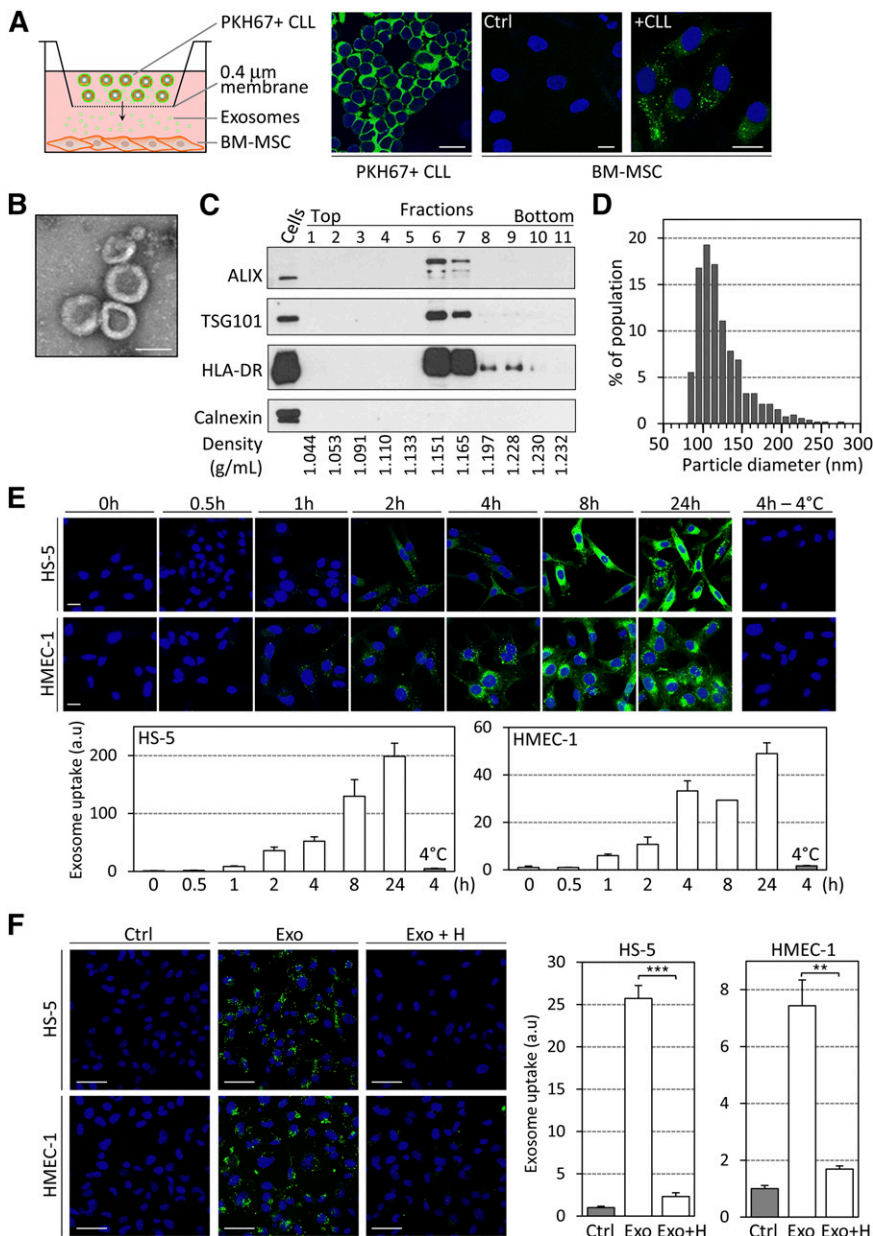 A
PKH67+ CLL
0.4 μm
membrane
Exosomes
BM-MSC
Ctrl
+CLL
PKH67+ CLL
BM-MSC
B
C
Cells
Top
Fractions
Bottom
1 2 3 4 5 6 7 8 9 10 11
ALIX
TSG101
HLA-DR
Calnexin
Density
(g/mL)
1.044 1.053 1.091 1.110 1.133 1.151 1.165 1.197 1.228 1.230 1.232
D
% of population
20
15
10
5
0
50 100 150 200 250 300
Particle diameter (nm)
E
0h 0.5h 1h 2h 4h 8h 24h 4h – 4°C
HS-5
HMEC-1
HS-5
Exosome uptake (a.u)
200
100
0
4°C
0 0.5 1 2 4 8 24 4 (h)
HMEC-1
60
40
20
0
4°C
0 0.5 1 2 4 8 24 4 (h)
F
Ctrl Exo Exo + H
HS-5
HMEC-1
HS-5
Exosome uptake (a.u)
30
25
20
15
10
5
0
***
Ctrl Exo Exo+H
HMEC-1
8
6
4
2
0
**
Ctrl Exo Exo+H